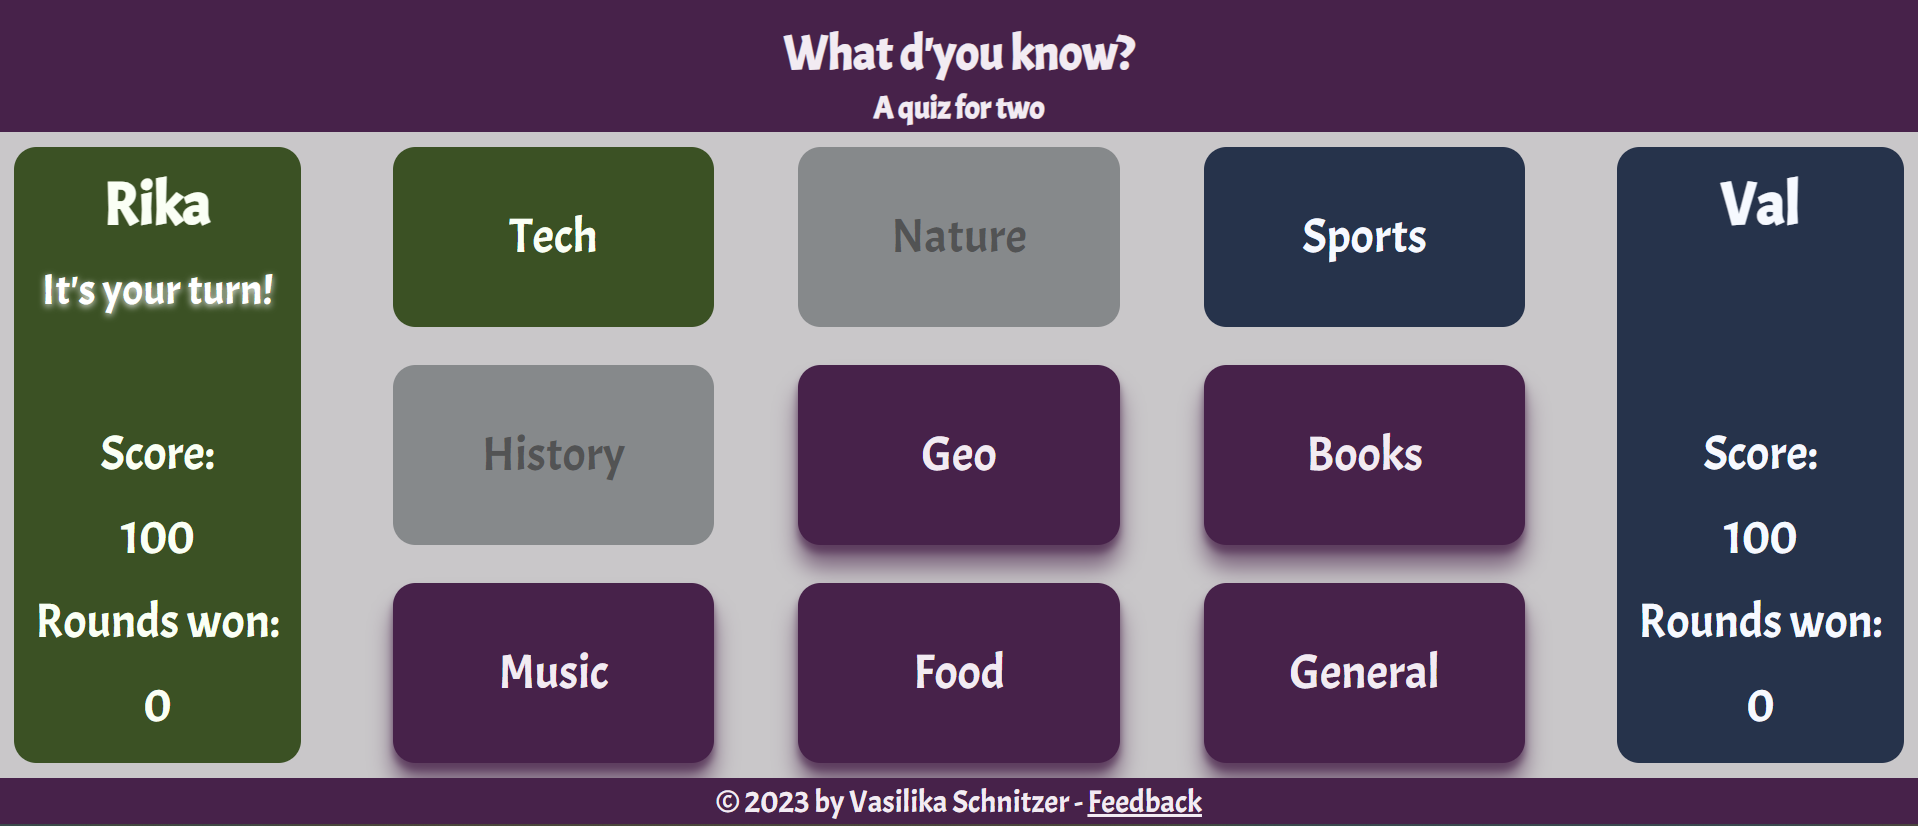 What d'you know?
A quiz for two
Rika
It's your turn!
Score:
100
Rounds won:
0
Tech
Nature
Sports
History
Geo
Books
Music
Food
General
Val
Score:
100
Rounds won:
0
© 2023 by Vasilika Schnitzer - Feedback